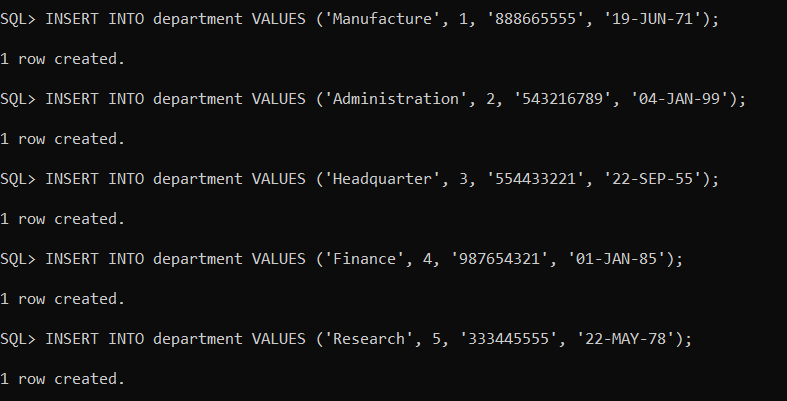 SQL> INSERT INTO department VALUES ('Manufacture', 1, '888665555', '19-JUN-71');
1 row created.
SQL> INSERT INTO department VALUES ('Administration', 2, '543216789', '04-JAN-99');
1 row created.
SQL> INSERT INTO department VALUES ('Headquarter', 3, '554433221', '22-SEP-55');
1 row created.
SQL> INSERT INTO department VALUES ('Finance', 4, '987654321', '01-JAN-85');
1 row created.
SQL> INSERT INTO department VALUES ('Research', 5, '333445555', '22-MAY-78');
1 row created.